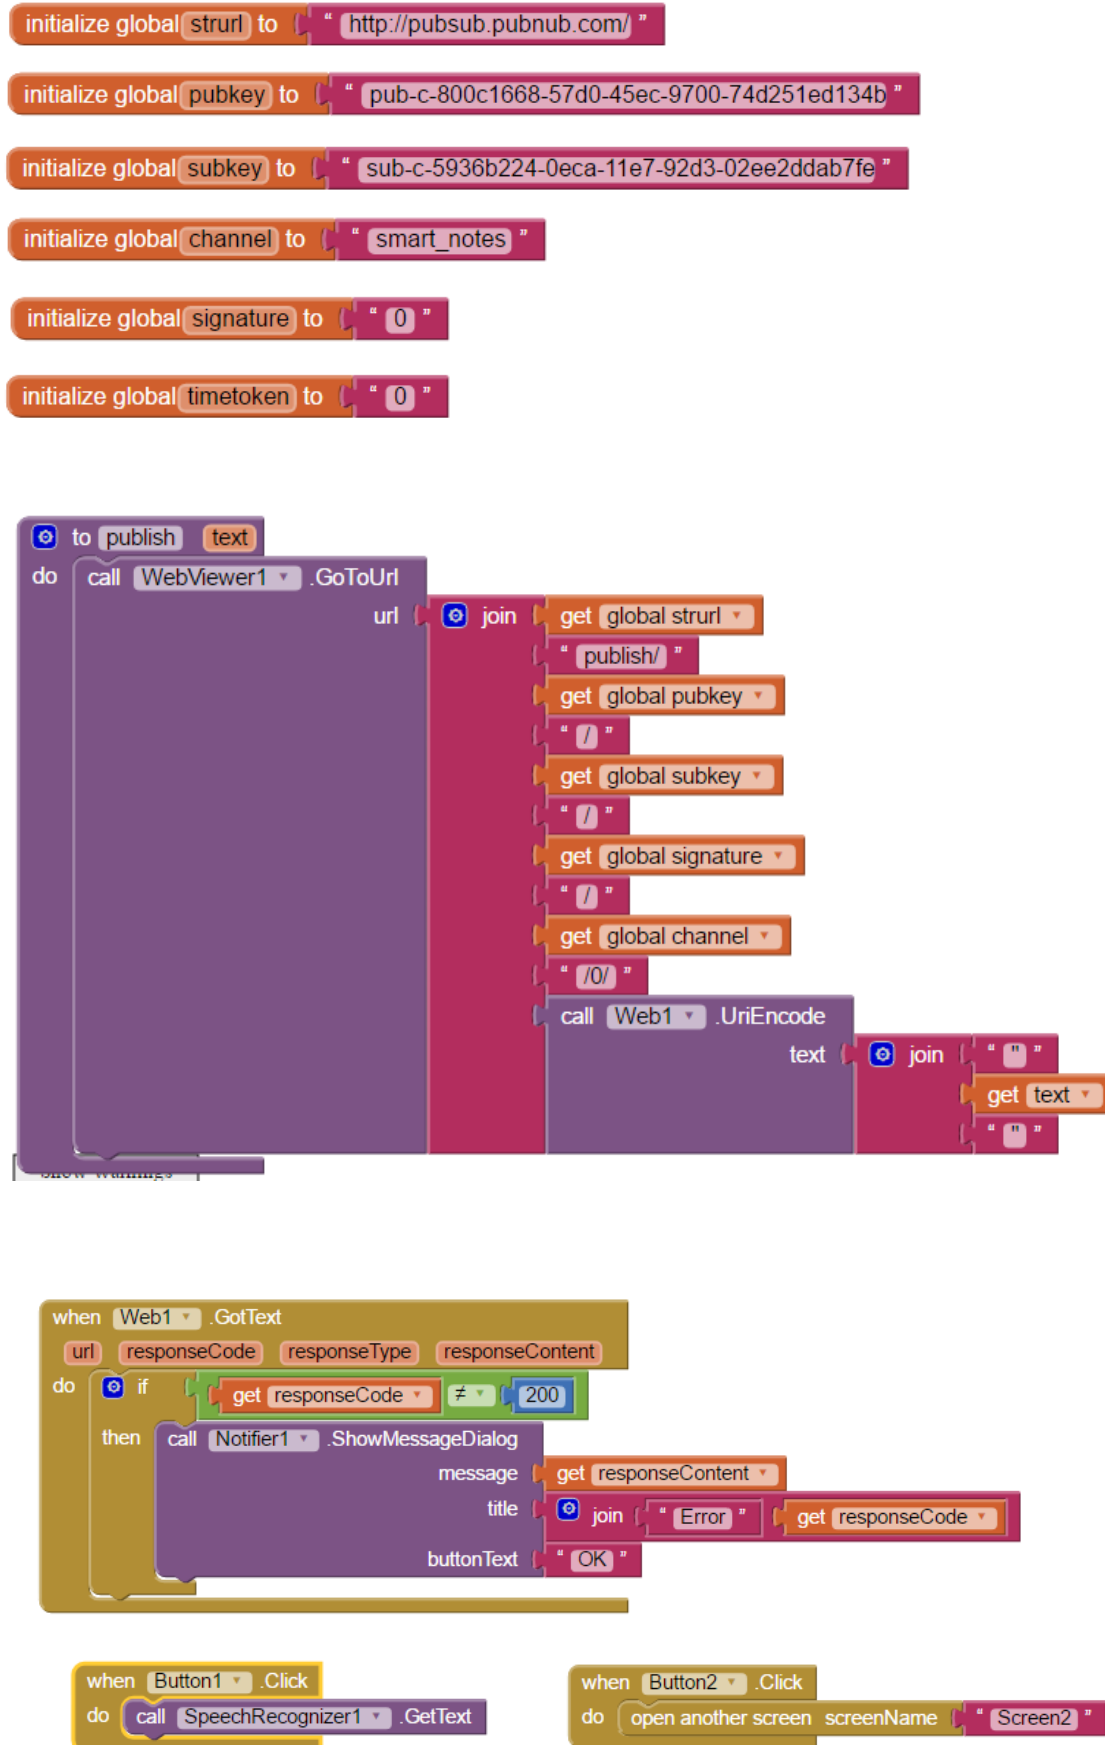 initialize global strurl to " http://pubsub.pubnub.com/ "
initialize global pubkey to " pub-c-800c1668-57d0-45ec-9700-74d251ed134b "
initialize global subkey to " sub-c-5936b224-0eca-11e7-92d3-02ee2ddab7fe "
initialize global channel to " smart_notes "
initialize global signature to " 0 "
initialize global timetoken to " 0 "
to publish text
do call WebViewer1 .GoToUrl
url join get global strurl
" publish/ "
get global pubkey
" / "
get global subkey
" / "
get global signature
" / "
get global channel
" /0/ "
call Web1 .UriEncode
text join " " "
get text
" " "
Show Warnings
when Web1 .GotText
url responseCode responseType responseContent
do if get responseCode ≠ 200
then call Notifier1 .ShowMessageDialog
message get responseContent
title join " Error " get responseCode
buttonText " OK "
when Button1 .Click
do call SpeechRecognizer1 .GetText
when Button2 .Click
do open another screen screenName " Screen2 "